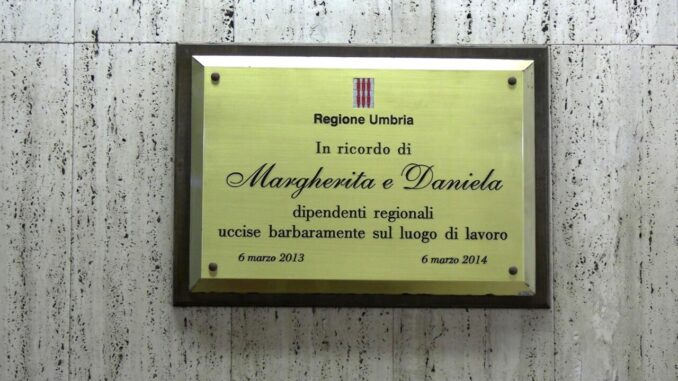 Regione Umbria
In ricordo di
Margherita e Daniela
dipendenti regionali
uccise barbaramente sul luogo di lavoro
6 marzo 2013 6 marzo 2014